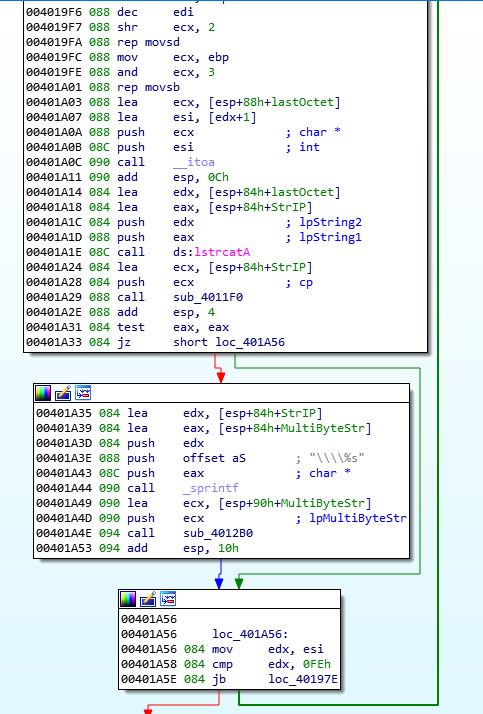 004019F6 088 dec edi
004019F7 088 shr ecx, 2
004019FA 088 rep movsd
004019FC 088 mov ecx, ebp
004019FE 088 and ecx, 3
00401A01 088 rep movsb
00401A03 088 lea ecx, [esp+88h+lastOctet]
00401A07 088 lea esi, [edx+1]
00401A0A 088 push ecx ; char *
00401A0B 08C push esi ; int
00401A0C 090 call __itoa
00401A11 090 add esp, 0Ch
00401A14 084 lea edx, [esp+84h+lastOctet]
00401A18 084 lea eax, [esp+84h+StrIP]
00401A1C 084 push edx ; lpString2
00401A1D 088 push eax ; lpString1
00401A1E 08C call ds:lstrcatA
00401A24 084 lea ecx, [esp+84h+StrIP]
00401A28 084 push ecx ; cp
00401A29 088 call sub_4011F0
00401A2E 088 add esp, 4
00401A31 084 test eax, eax
00401A33 084 jz short loc_401A56
00401A35 084 lea edx, [esp+84h+StrIP]
00401A39 084 lea eax, [esp+84h+MultiByteStr]
00401A3D 084 push edx
00401A3E 088 push offset aS ; "\\\\%s"
00401A43 08C push eax ; char *
00401A44 090 call _sprintf
00401A49 090 lea ecx, [esp+90h+MultiByteStr]
00401A4D 090 push ecx ; lpMultiByteStr
00401A4E 094 call sub_4012B0
00401A53 094 add esp, 10h
00401A56
00401A56 loc_401A56:
00401A56 084 mov edx, esi
00401A58 084 cmp edx, 0FEh
00401A5E 084 jb loc_40197E